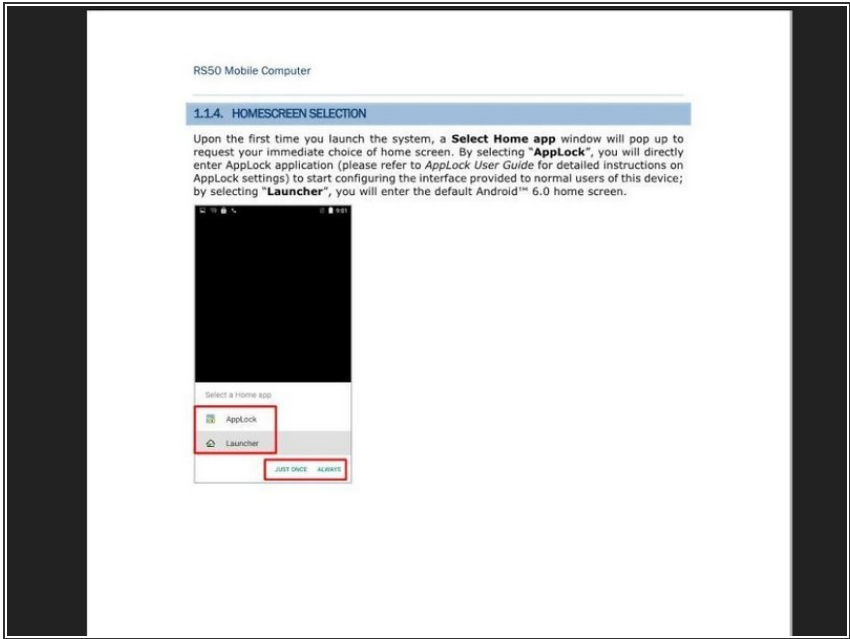 RS50 Mobile Computer
1.1.4. HOMESCREEN SELECTION
Upon the first time you launch the system, a Select Home app window will pop up to
request your immediate choice of home screen. By selecting "AppLock", you will directly
enter AppLock application (please refer to AppLock User Guide for detailed instructions on
AppLock settings) to start configuring the interface provided to normal users of this device;
by selecting "Launcher", you will enter the default Android™ 6.0 home screen.
9:01
Select a Home app
AppLock
Launcher
JUST ONCE ALWAYS